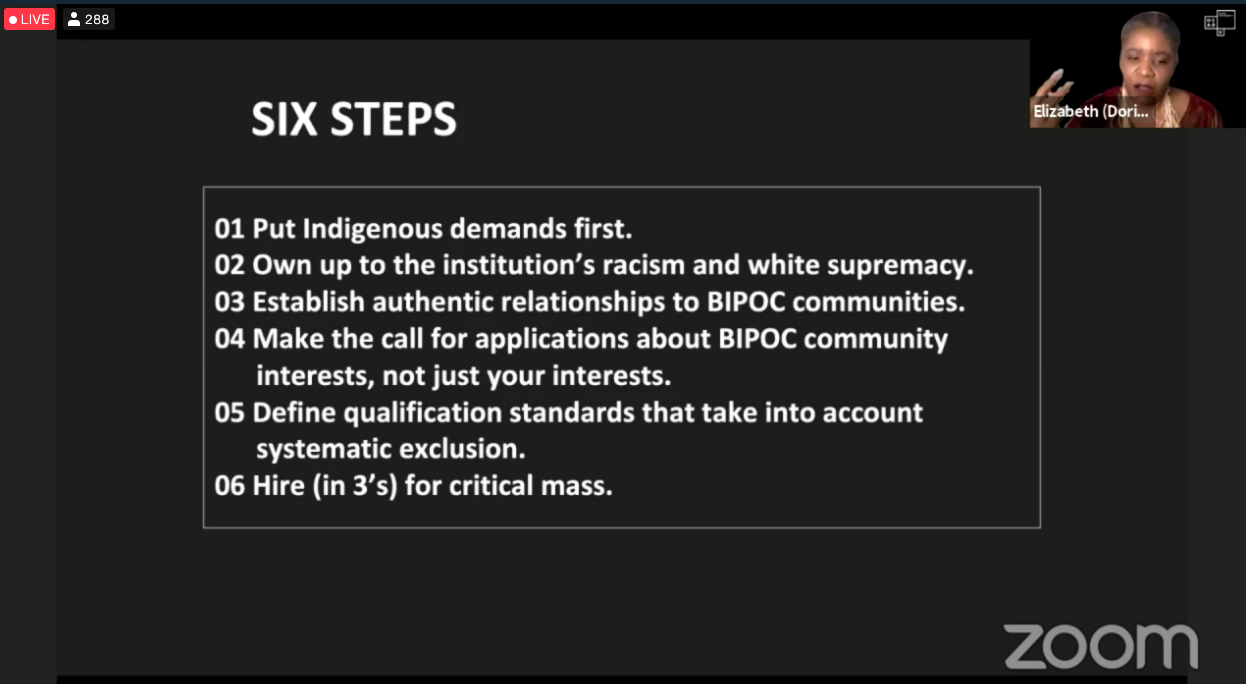 LIVE 288
Elizabeth (Dori...
SIX STEPS
01 Put Indigenous demands first.
02 Own up to the institution’s racism and white supremacy.
03 Establish authentic relationships to BIPOC communities.
04 Make the call for applications about BIPOC community
interests, not just your interests.
05 Define qualification standards that take into account
systematic exclusion.
06 Hire (in 3’s) for critical mass.
zoom